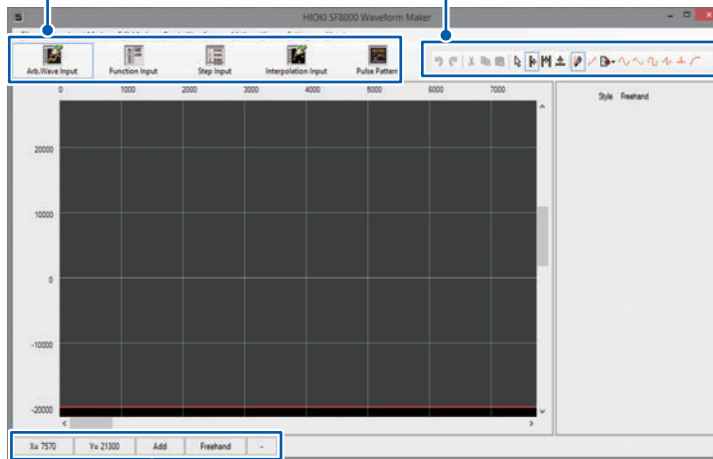 HIOKI SF8000 Waveform Maker
Arb.Wave Input Function Input Step Input Interpolation Input Pulse Pattern
0 1000 2000 3000 4000 5000 6000 7000
Style Freehand
20000
10000
0
-10000
-20000
X= 7570 Y= 21300 Add Freehand -